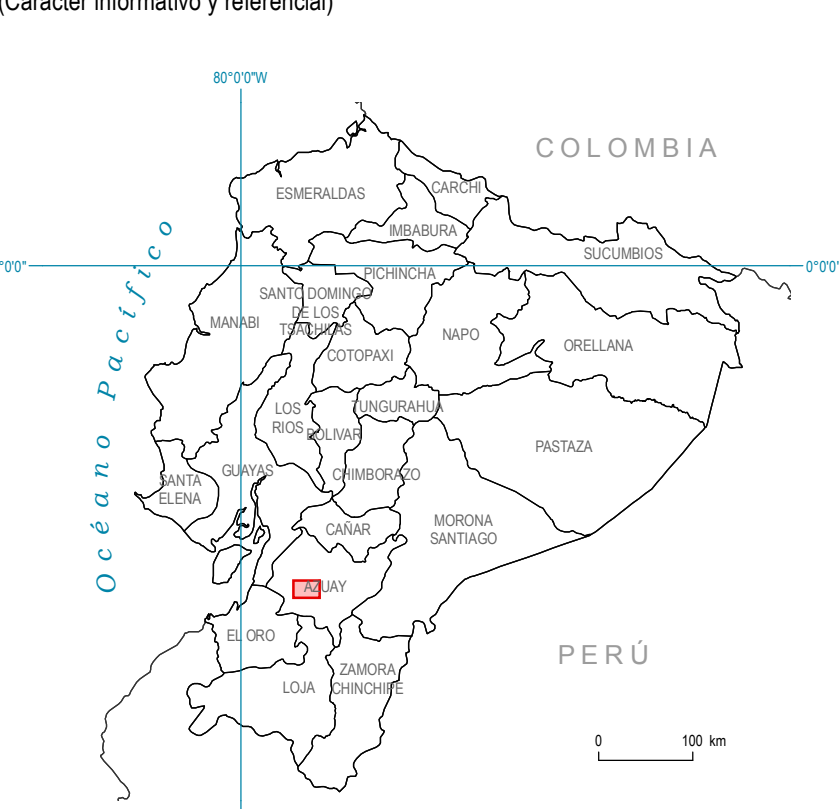 (Carácter informativo y referencial)
80°0'0"W
COLOMBIA
ESMERALDAS
CARCHI
IMBABURA
SUCUMBIOS
°0'0"
0°0'0"
PICHINCHA
SANTO DOMINGO
DE LOS
TSACHILAS
MANABI
NAPO
ORELLANA
COTOPAXI
Océano Pacífico
LOS
RIOS
TUNGURAHUA
BOLIVAR
PASTAZA
GUAYAS
CHIMBORAZO
SANTA
ELENA
CAÑAR
MORONA
SANTIAGO
AZUAY
EL ORO
PERÚ
ZAMORA
CHINCHIPE
LOJA
0 100 km